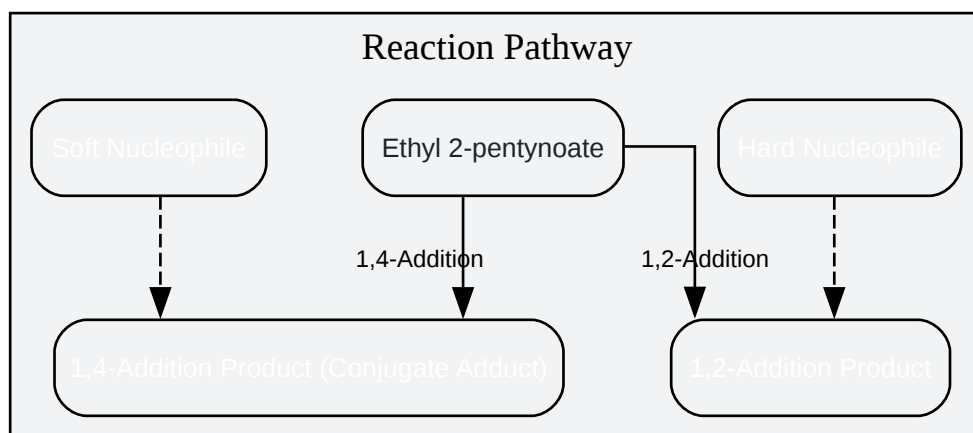 Reaction Pathway
Soft Nucleophile
Ethyl 2-pentynoate
Hard Nucleophile
1,4-Addition
1,2-Addition
1,4-Addition Product (Conjugate Adduct)
1,2-Addition Product